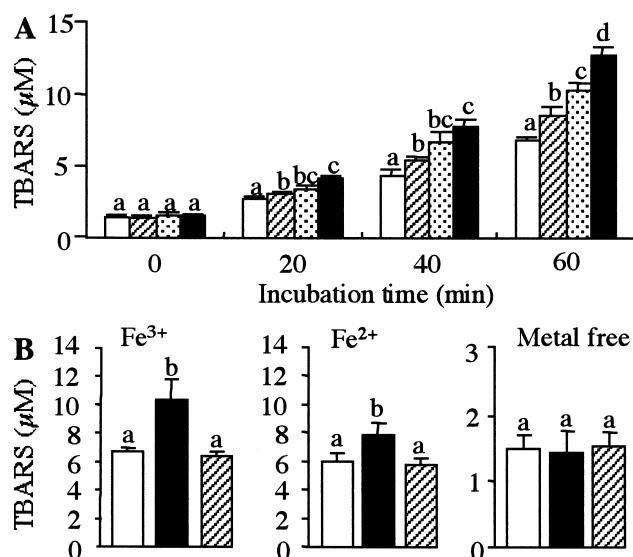 A
15
10
5
0
TBARS (µM)
a a a a
a b bc c
a b bc c
a b c d
0 20 40 60
Incubation time (min)
B
Fe3+
Fe2+
Metal free
TBARS (µM)
14
12
10
8
6
4
2
0
a b a
14
12
10
8
6
4
2
0
a b a
3
2
1
0
a a a